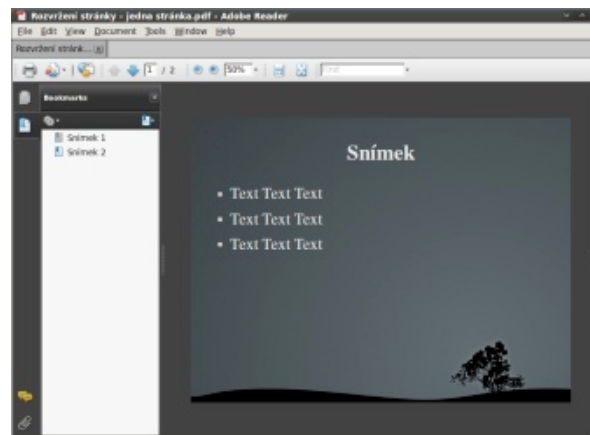 Rozvržení stránky - jedna stránka.pdf - Adobe Reader
File Edit View Document Tools Window Help
Rozvržení stránk...
1 / 2 50% Find
Bookmarks
Snímek 1
Snímek 2
Snímek
Text Text Text
Text Text Text
Text Text Text